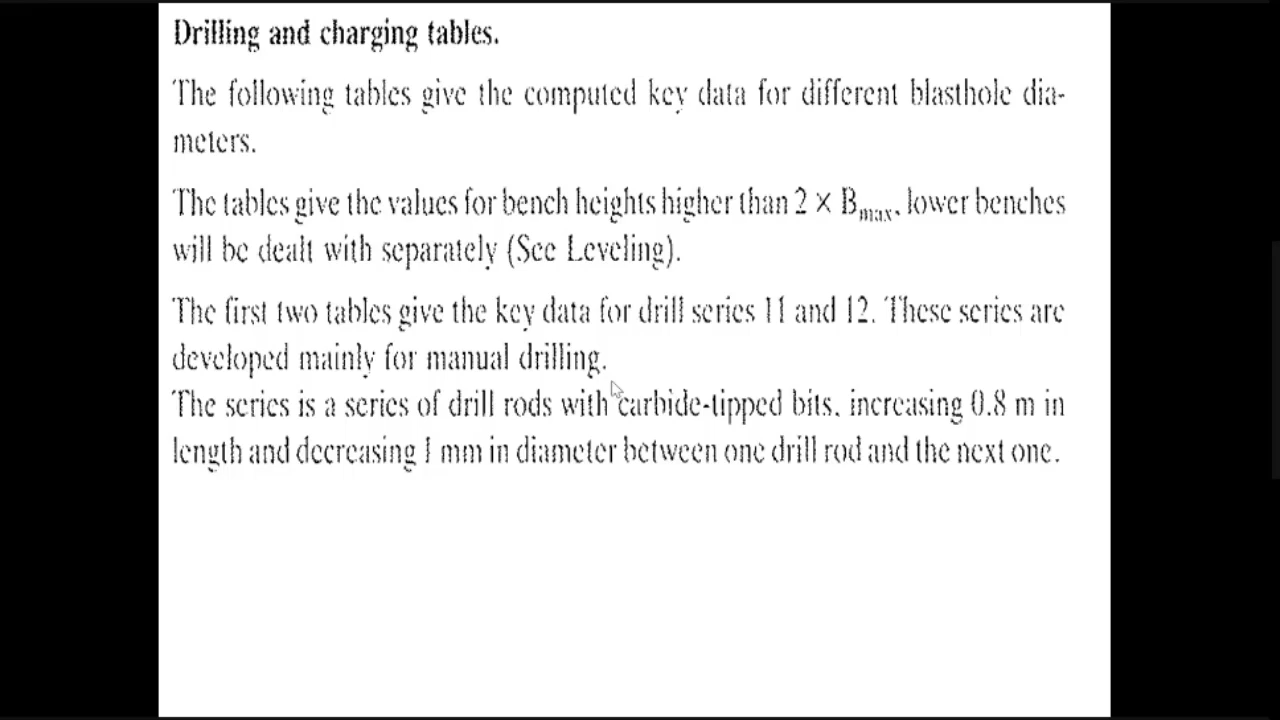 Drilling and charging tables.
The following tables give the computed key data for different blasthole dia-
meters.
The tables give the values for bench heights higher than 2 × Bmax, lower benches
will be dealt with separately (See Leveling).
The first two tables give the key data for drill series 11 and 12. These series are
developed mainly for manual drilling.
The series is a series of drill rods with carbide-tipped bits, increasing 0.8 m in
length and decreasing 1 mm in diameter between one drill rod and the next one.